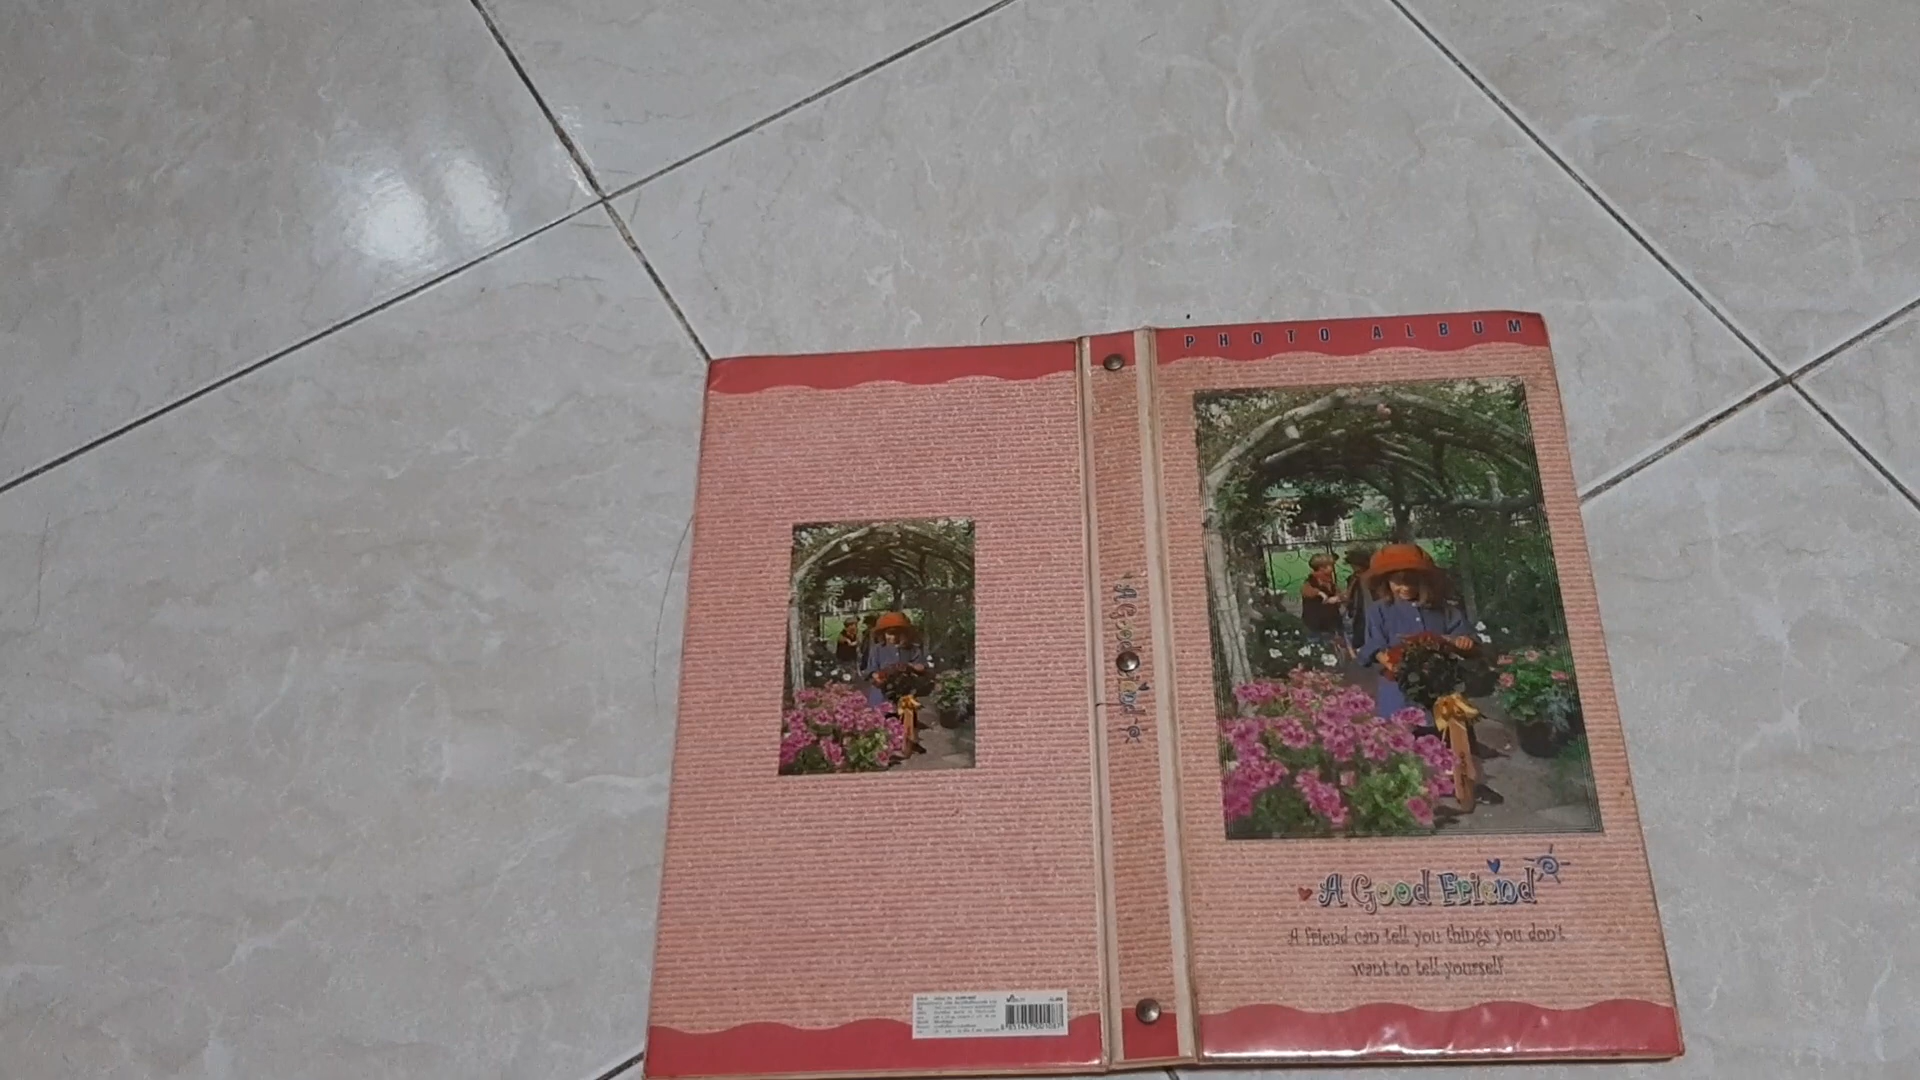 PHOTO ALBUM
A Good Friend
A Good Friend
A friend can tell you things you don't
want to tell yourself